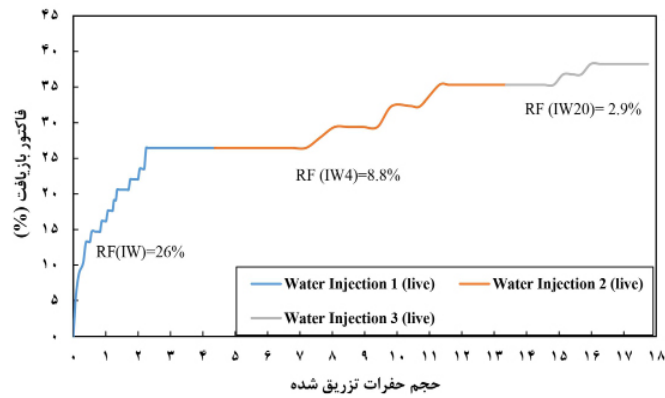 ۴۵
۴۰
۳۵
۳۰
۲۵
۲۰
۱۵
۱۰
۵
۰
فاکتور بازیافت (%)
RF (IW20)= 2.9%
RF (IW4)=8.8%
RF(IW)=26%
Water Injection 1 (live)
Water Injection 2 (live)
Water Injection 3 (live)
۰ ۱ ۲ ۳ ۴ ۵ ۶ ۷ ۸ ۹ ۱۰ ۱۱ ۱۲ ۱۳ ۱۴ ۱۵ ۱۶ ۱۷ ۱۸
حجم حفرات تزریق شده